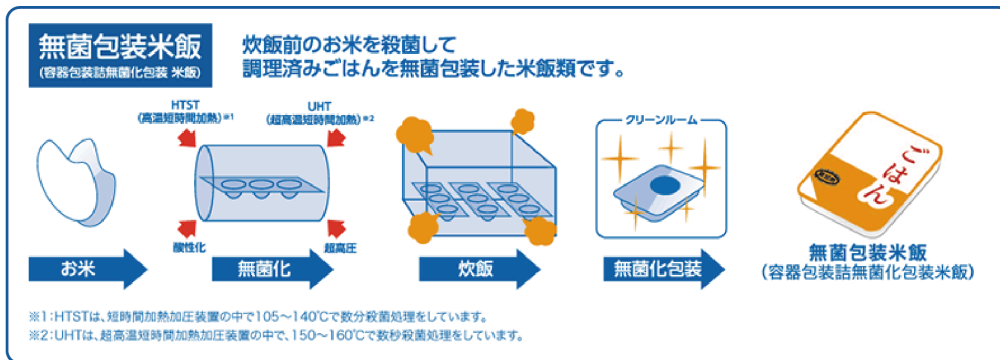 無菌包装米飯
(容器包装詰無菌化包装 米飯)
炊飯前のお米を殺菌して
調理済みごはんを無菌包装した米飯類です。
HTST
(高温短時間加熱)※1
UHT
(超高温短時間加熱)※2
酸性化
超高圧
クリーンルーム
ごはん
お米
無菌化
炊飯
無菌化包装
無菌包装米飯
(容器包装詰無菌化包装米飯)
※1:HTSTは、短時間加熱加圧装置の中で105〜140℃で数分殺菌処理をしています。
※2:UHTは、超高温短時間加熱加圧装置の中で、150〜160℃で数秒殺菌処理をしています。